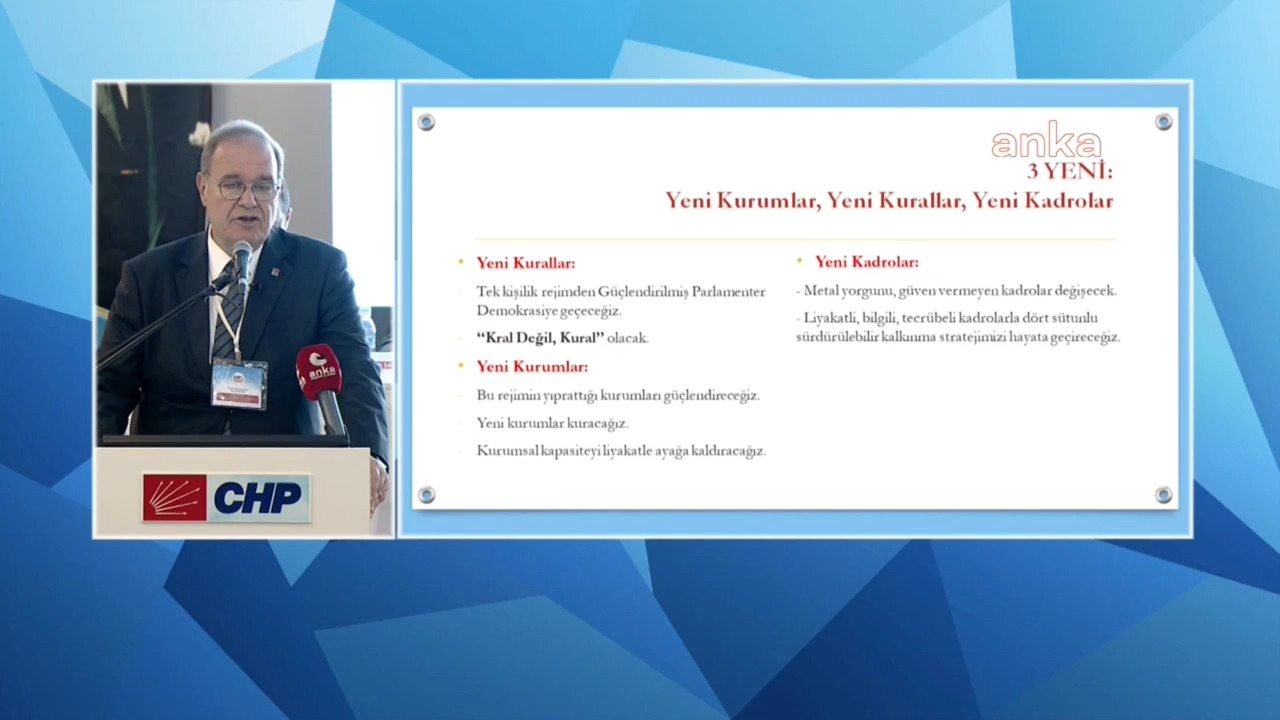 anka
3 YENİ:
Yeni Kurumlar, Yeni Kurallar, Yeni Kadrolar
Yeni Kurallar:
Tek kişilik rejimden Güçlendirilmiş Parlamenter
Demokrasiye geçeceğiz.
“Kral Değil, Kural” olacak.
Yeni Kurumlar:
Bu rejimin yıprattığı kurumları güçlendireceğiz.
Yeni kurumlar kuracağız.
Kurumsal kapasiteyi liyakatle ayağa kaldıracağız.
Yeni Kadrolar:
- Metal yorgunu, güven vermeyen kadrolar değişecek.
- Liyakatli, bilgili, tecrübeli kadrolarla dört sütunlu
sürdürülebilir kalkınma stratejimizi hayata geçireceğiz.
anka
CHP